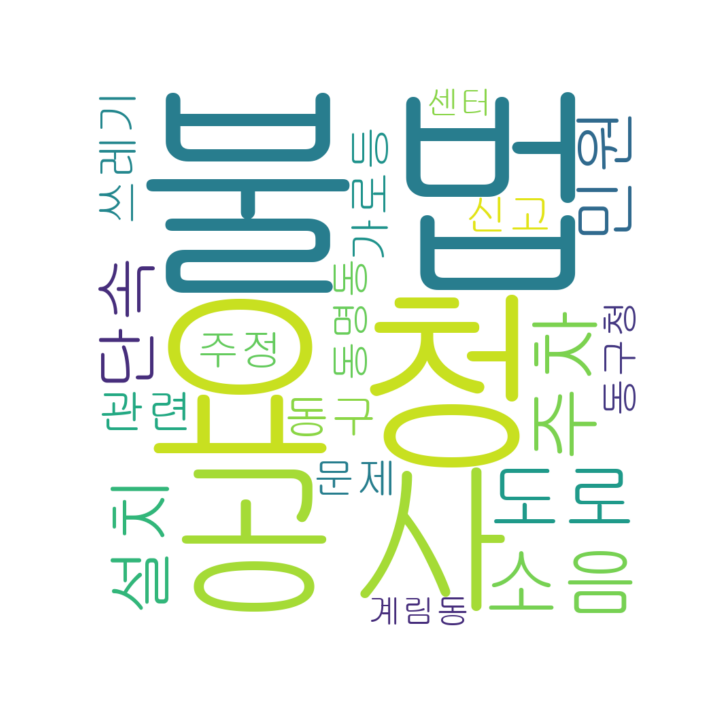 쓰레기
불법
센터
가로등
신고
민원
단속
동명동
요청
주정
주차
동구청
관련
동구
문제
도로
설치
공사
소음
계림동